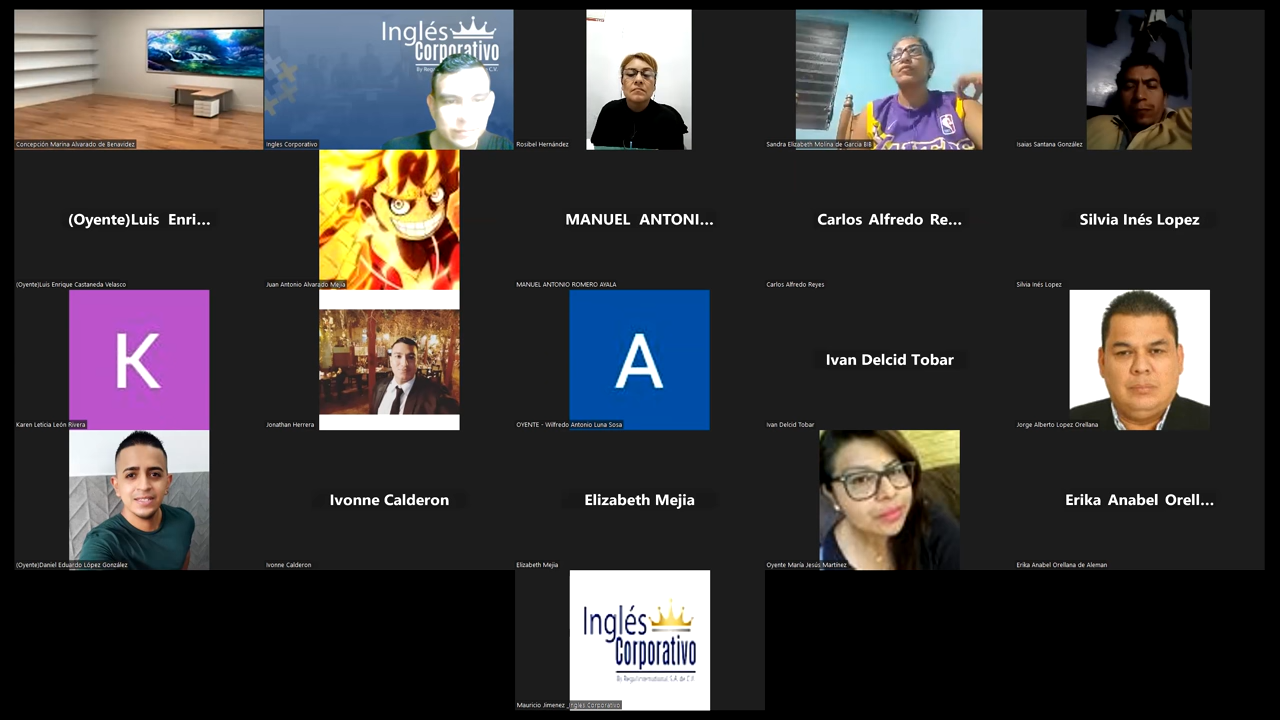 Inglés
Corporativo
Concepción Marina Alvarado de Benavidez
Ingles Corporativo
Rosibel Hernández
Sandra Elizabeth Molina de García BIB
Isaias Santana González
(Oyente)Luis Enri...
MANUEL ANTONI...
Carlos Alfredo Re...
Silvia Inés Lopez
(Oyente)Luis Enrique Castaneda Velasco
Juan Antonio Alvarado Mejia
MANUEL ANTONIO ROMERO AYALA
Carlos Alfredo Reyes
Silvia Inés Lopez
K
A
Ivan Delcid Tobar
Karen Leticia León Rivera
Jonathan Herrera
OYENTE - Wilfredo Antonio Luna Sosa
Ivan Delcid Tobar
Jorge Alberto Lopez Orellana
Ivonne Calderon
Elizabeth Mejia
Erika Anabel Orell...
(Oyente)Daniel Eduardo López González
Ivonne Calderon
Elizabeth Mejia
Oyente María Jesús Martínez
Erika Anabel Orellana de Aleman
Inglés
Corporativo
Mauricio Jimenez _Inglés Corporativo